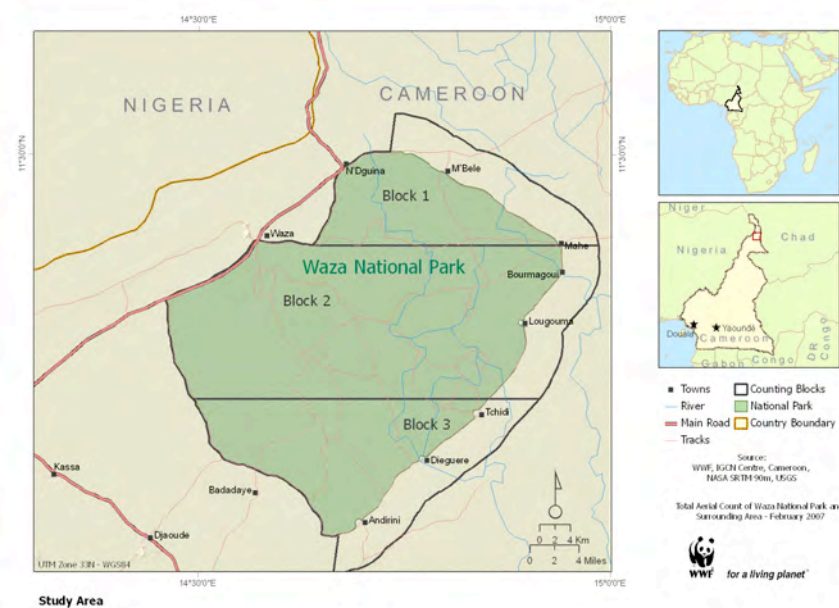 14°30'0"E
15°0'0"E
11°30'0"N
11°30'0"N
NIGERIA
CAMEROON
N'Dguina
M'Bele
Block 1
Waza
Mahe
Waza National Park
Bourmagous
Block 2
Lougouma
Tchidi
Block 3
Dieguere
Kassa
Badadaye
Andirini
Djaoude
0 2 4 Km
0 2 4 Miles
UTM Zone 33N - WGS84
14°30'0"E
15°0'0"E
Study Area
Niger
Chad
Nigeria
Douala
Yaoundé
Cameroon
Gabon
Congo
DR Congo
Towns
Counting Blocks
River
National Park
Main Road
Country Boundary
Tracks
Source:
WWF, IGCN Centre, Cameroon,
NASA SRTM 90m, USGS
Total Aerial Count of Waza National Park an
Surrounding Area - February 2007
WWF
for a living planet®